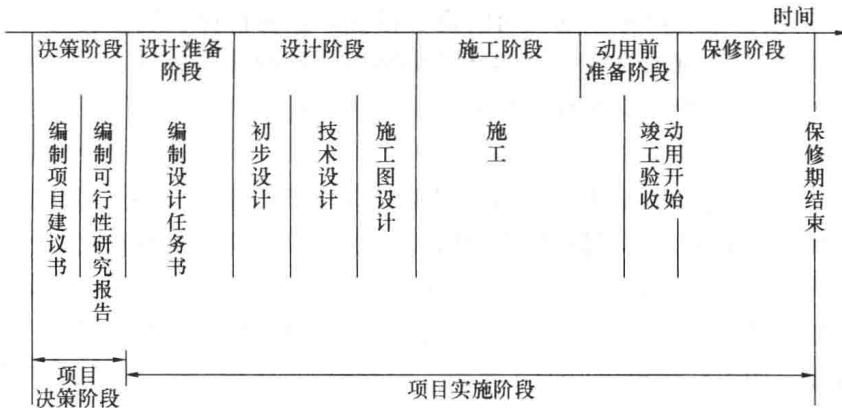 时间
决策阶段
设计准备
阶段
设计阶段
施工阶段
动用前
准备阶段
保修阶段
编制项目建议书
编制可行性研究报告
编制设计任务书
初步设计
技术设计
施工图设计
施工
竣工验收
动用开始
保修期结束
项目
决策阶段
项目实施阶段